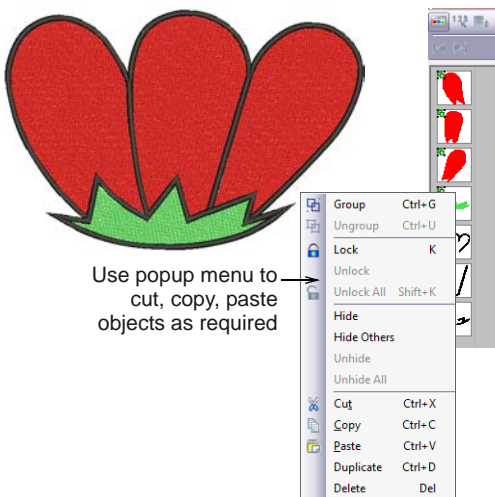 Use popup menu to
cut, copy, paste
objects as required
Group Ctrl+G
Ungroup Ctrl+U
Lock K
Unlock
Unlock All Shift+K
Hide
Hide Others
Unhide
Unhide All
Cut Ctrl+X
Copy Ctrl+C
Paste Ctrl+V
Duplicate Ctrl+D
Delete Del